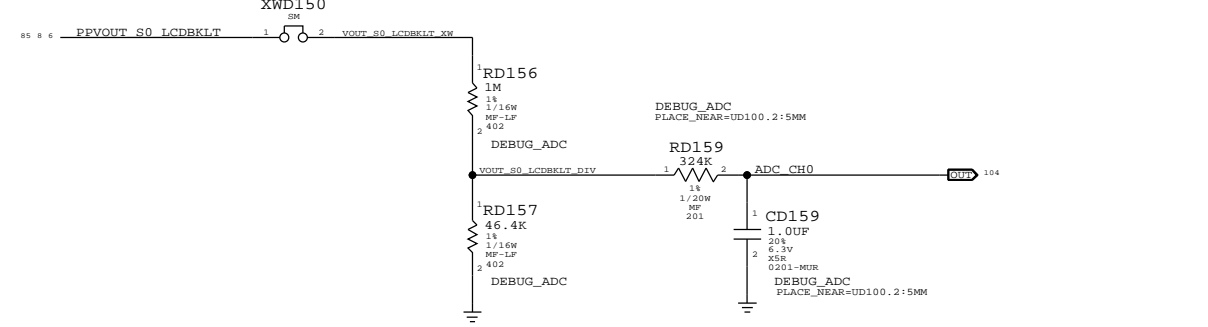 XWD150
SM
85 8 6 PPVOUT_S0_LCDBKLT 1 2 VOUT_S0_LCDBKLT_XW
1 RD156
1M
1%
1/16W
MF-LF
2 402
DEBUG_ADC
DEBUG_ADC
PLACE_NEAR=UD100.2:5MM
RD159
324K
VOUT_S0_LCDBKLT_DIV 1 2 ADC_CH0 OUT 104
1%
1/20W
MF
201
1 RD157
46.4K
1%
1/16W
MF-LF
2 402
DEBUG_ADC
1 CD159
1.0UF
20%
6.3V
2 X5R
0201-MUR
DEBUG_ADC
PLACE_NEAR=UD100.2:5MM